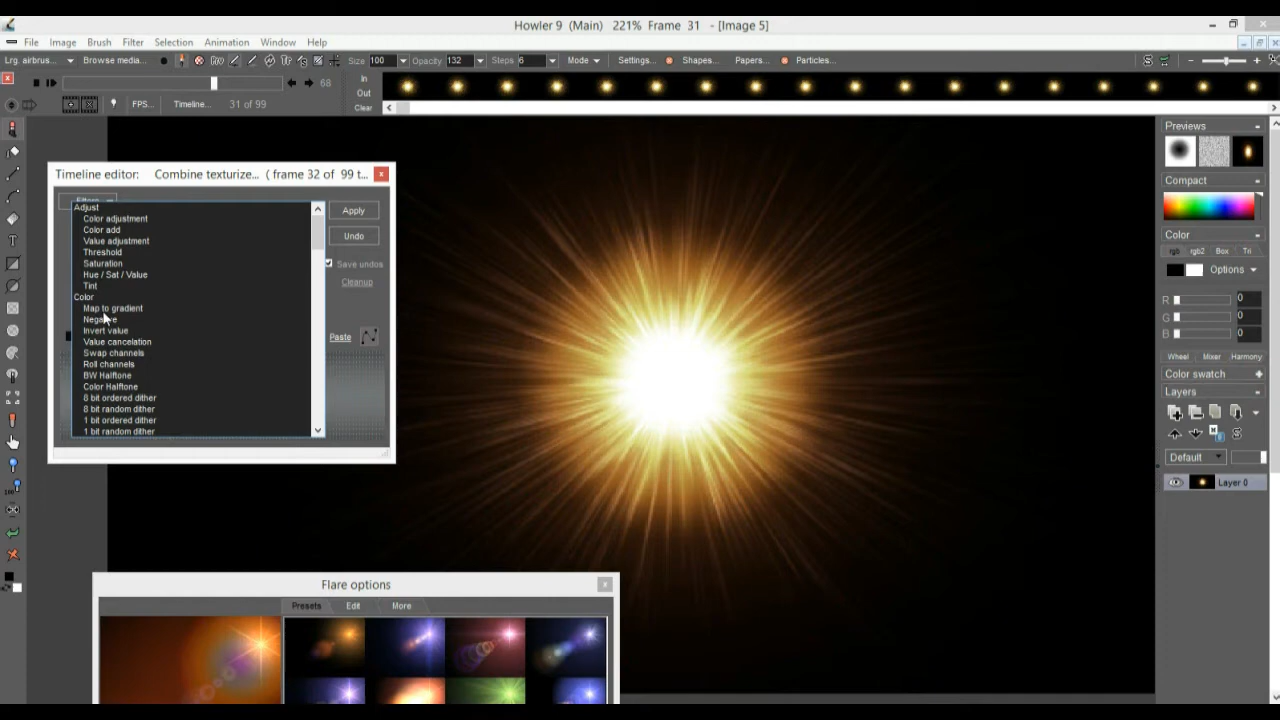 Howler 9 (Main) 221% Frame 31 - [Image 5]
File Image Brush Filter Selection Animation Window Help
Lrg. airbrus... Browse media... Size 100 Opacity 132 Steps 6 Mode Settings... Shapes... Papers... Particles...
68
In
Out
Clear
FPS... Timeline... 31 of 99
Timeline editor: Combine texturize... ( frame 32 of 99 t...
Filters
Adjust
Color adjustment
Color add
Value adjustment
Threshold
Saturation
Hue / Sat / Value
Tint
Color
Map to gradient
Negative
Invert value
Value cancelation
Swap channels
Roll channels
BW Halftone
Color Halftone
8 bit ordered dither
8 bit random dither
1 bit ordered dither
1 bit random dither
Apply
Undo
Save undos
Cleanup
Paste
Flare options
Presets Edit More
Previews
Compact
Color
rgb rgb2 Box Tri
Options
R 0
G 0
B 0
Wheel Mixer Harmony
Color swatch
Layers
Default
Layer 0
100